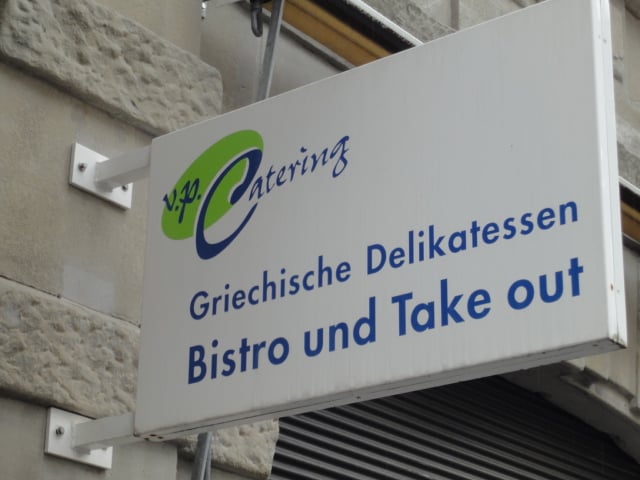 v.p. Catering
Griechische Delikatessen
Bistro und Take out